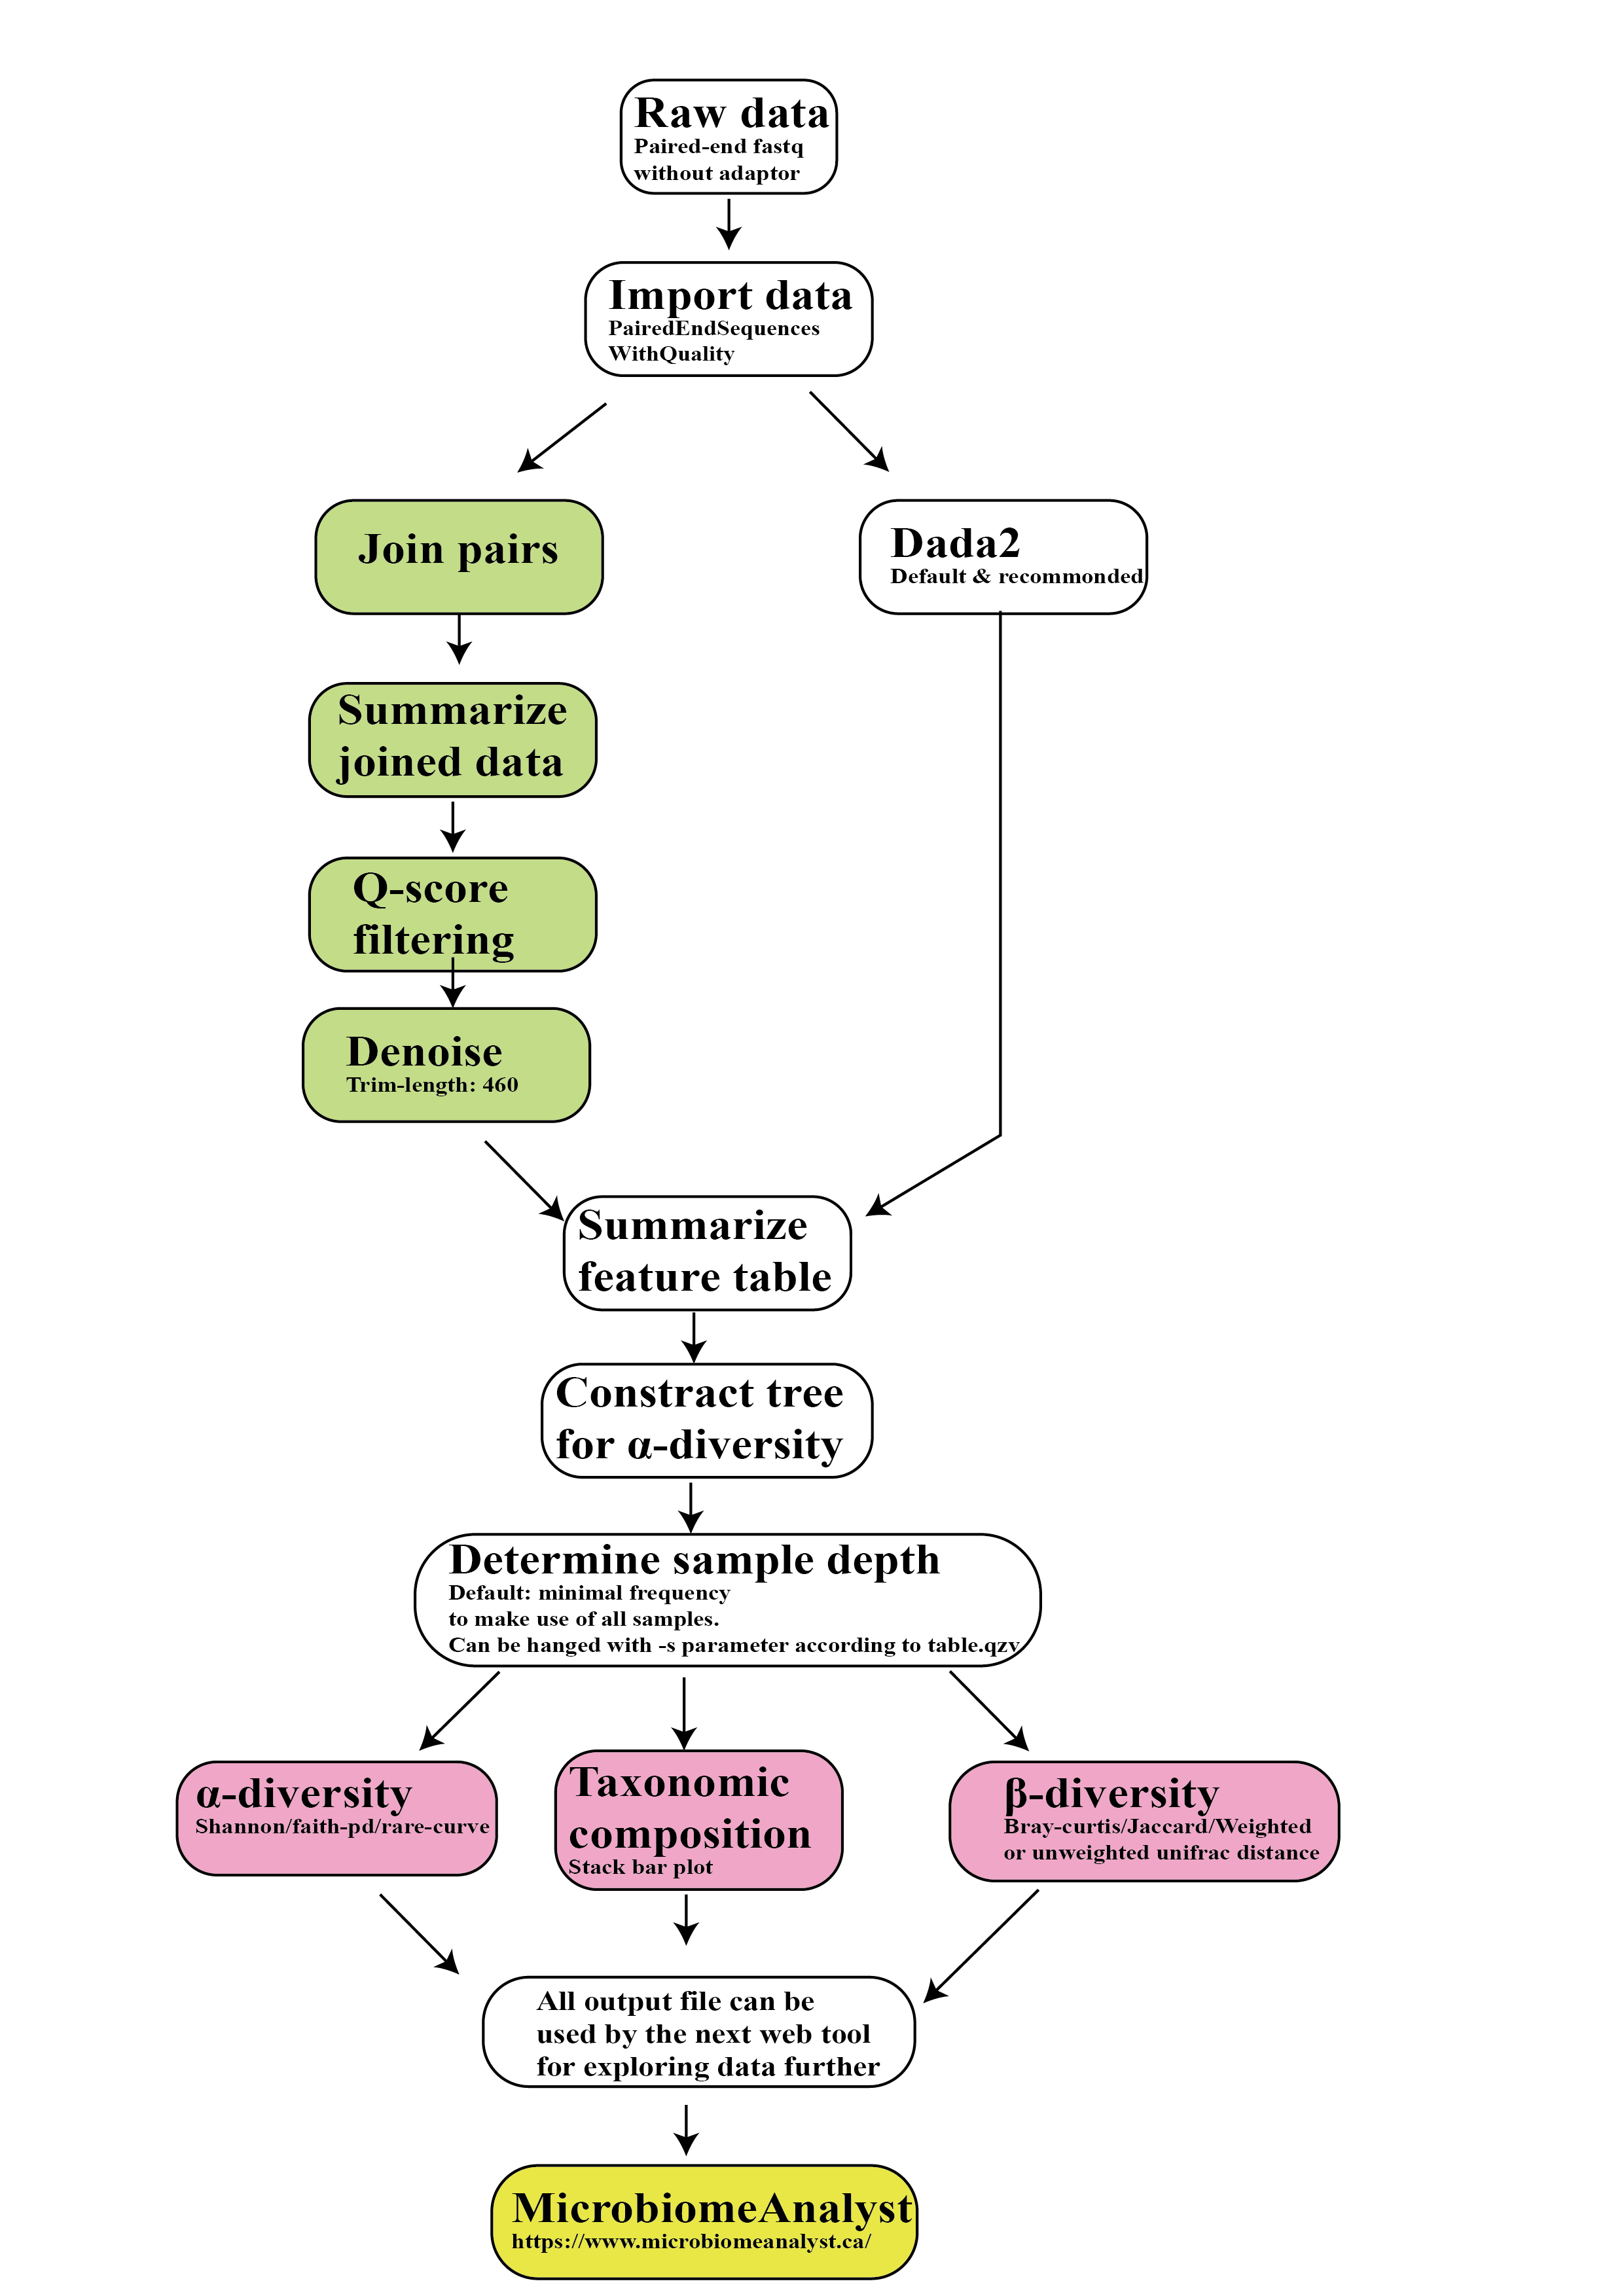 Raw data
Paired-end fastq
without adaptor
Import data
PairedEndSequences
WithQuality
Join pairs
Dada2
Default & recommonded
Summarize
joined data
Q-score
filtering
Denoise
Trim-length: 460
Summarize
feature table
Constract tree
for α-diversity
Determine sample depth
Default: minimal frequency
to make use of all samples.
Can be hanged with -s parameter according to table.qzv
α-diversity
Shannon/faith-pd/rare-curve
Taxonomic
composition
Stack bar plot
β-diversity
Bray-curtis/Jaccard/Weighted
or unweighted unifrac distance
All output file can be
used by the next web tool
for exploring data further
MicrobiomeAnalyst
https://www.microbiomeanalyst.ca/